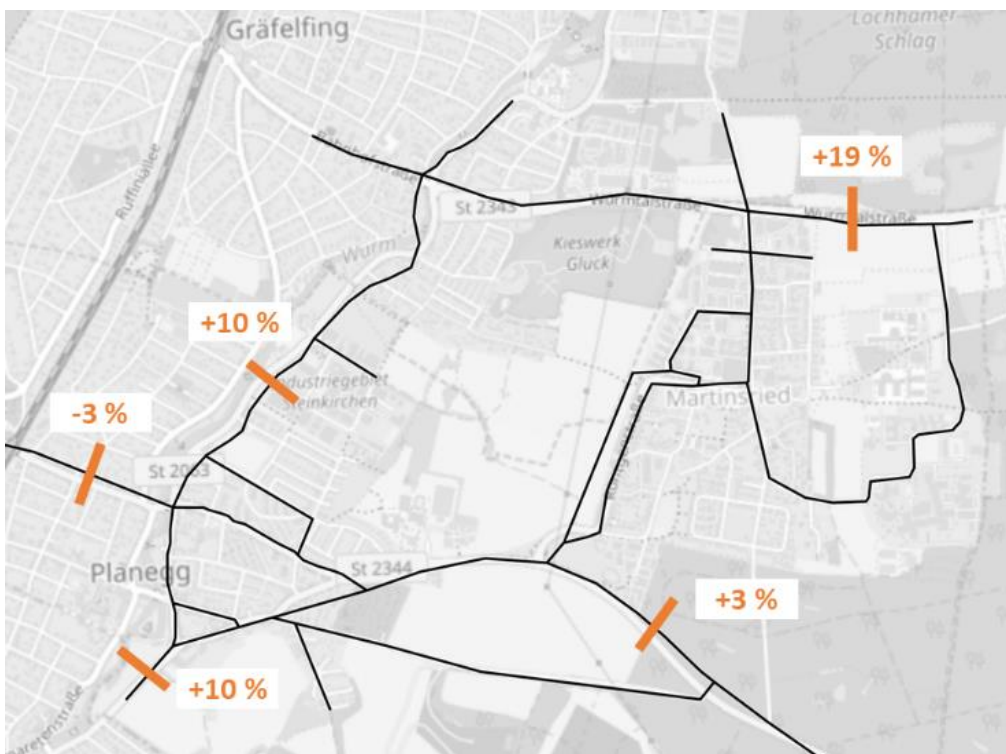 Gräfelfing
Lochhamer
Schlag
Bahnhofstraße
+19 %
Ruffiniallee
St 2343
Würmtalstraße
Würmtalstraße
Würm
Kieswerk
Glück
+10 %
Industriegebiet
Steinkirchen
-3 %
Martinsried
St 2063
Planegg
St 2344
+3 %
+10 %